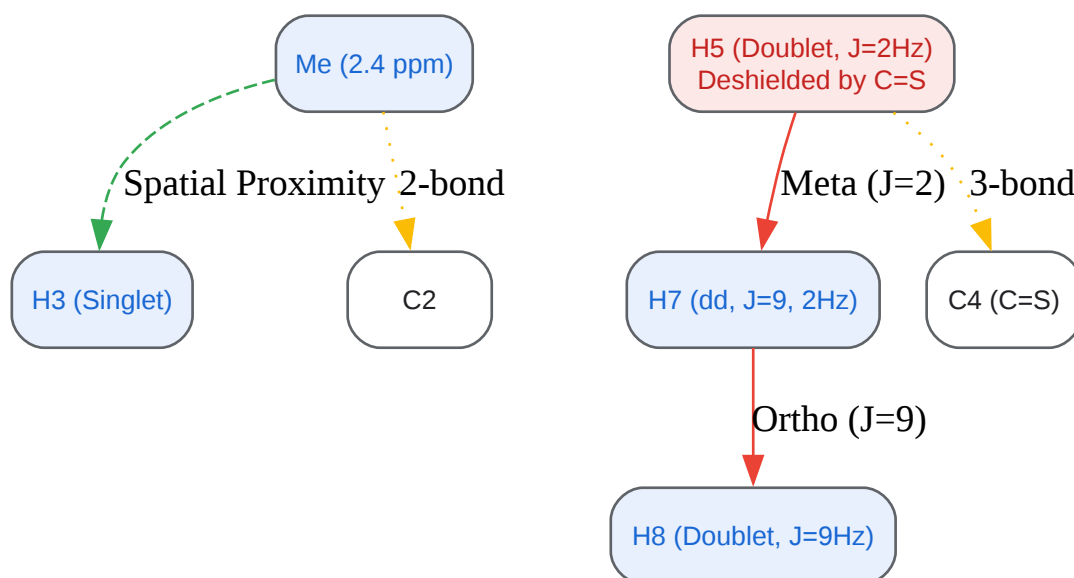 Me (2.4 ppm)
H5 (Doublet, J=2Hz)
Deshielded by C=S
Spatial Proximity
2-bond
Meta (J=2)
3-bond
H3 (Singlet)
C2
H7 (dd, J=9, 2Hz)
C4 (C=S)
Ortho (J=9)
H8 (Doublet, J=9Hz)